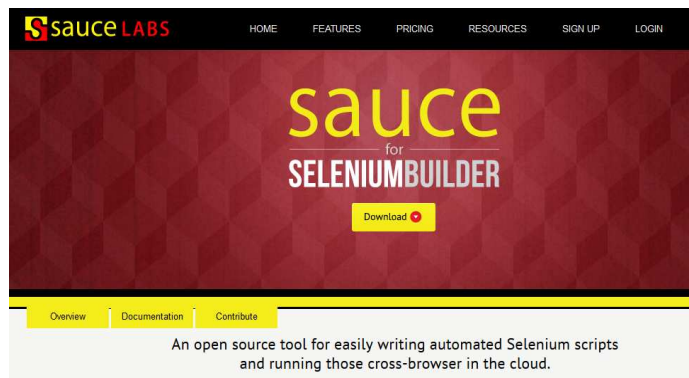 sauce LABS
HOME FEATURES PRICING RESOURCES SIGN UP LOGIN
sauce
for
SELENIUMBUILDER
Download
Overview Documentation Contribute
An open source tool for easily writing automated Selenium scripts
and running those cross-browser in the cloud.